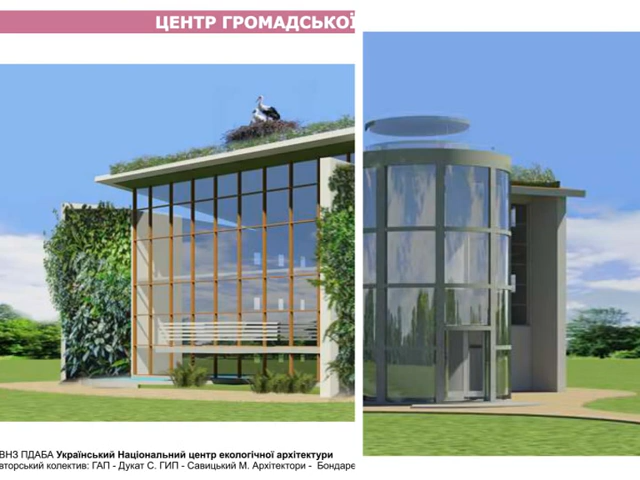 ЦЕНТР ГРОМАДСЬКОЇ
ВНЗ ПДАБА Український Національний центр екологічної архітектури
вторський колектив: ГАП - Дукат С. ГИП - Савицький М. Архітектори - Бондаре